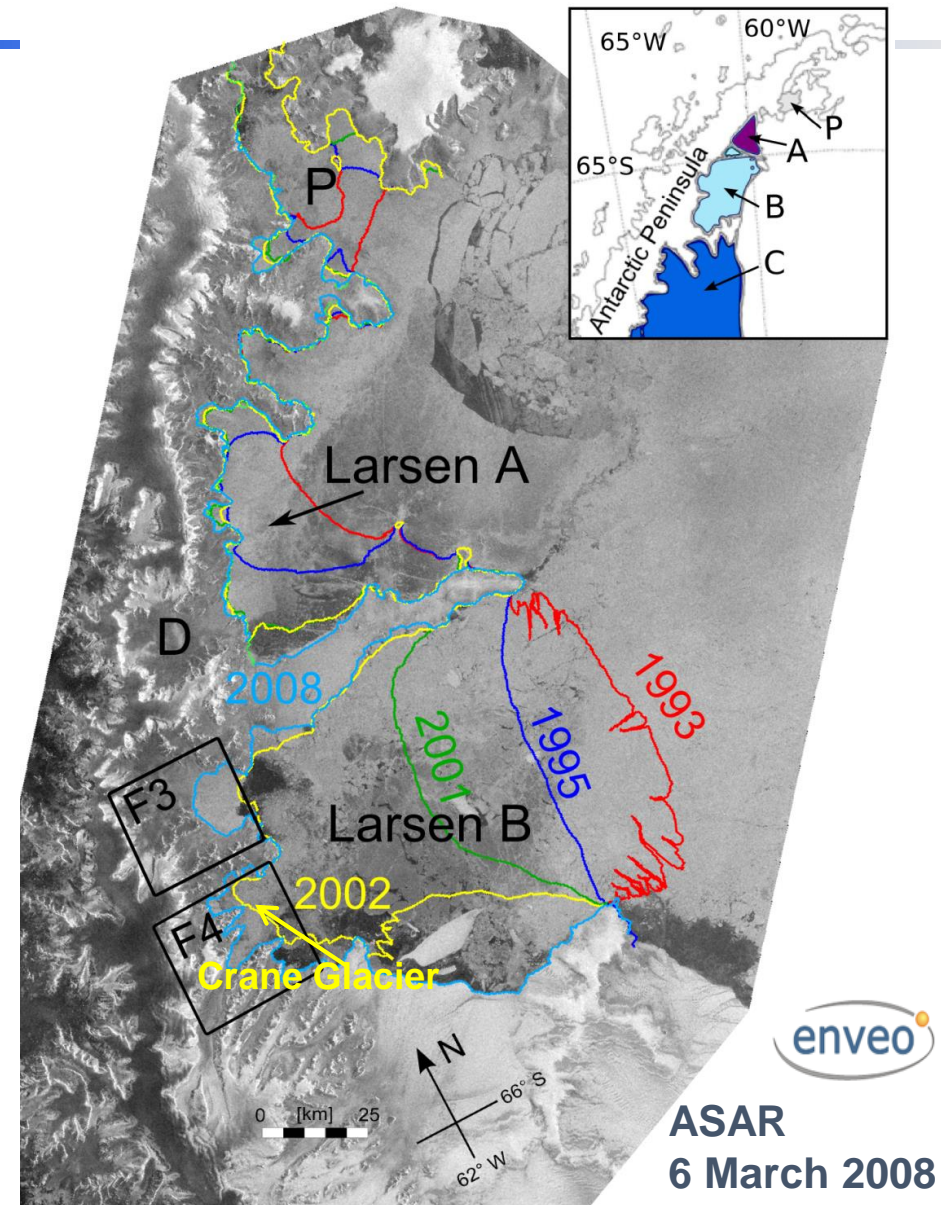 65°W
60°W
65°S
P
A
B
C
Antarctic Peninsula
P
Larsen A
D
2008
1993
2001
1995
F3
Larsen B
2002
F4
Crane Glacier
N
0 [km] 25
66° S
62° W
enveo
ASAR
6 March 2008